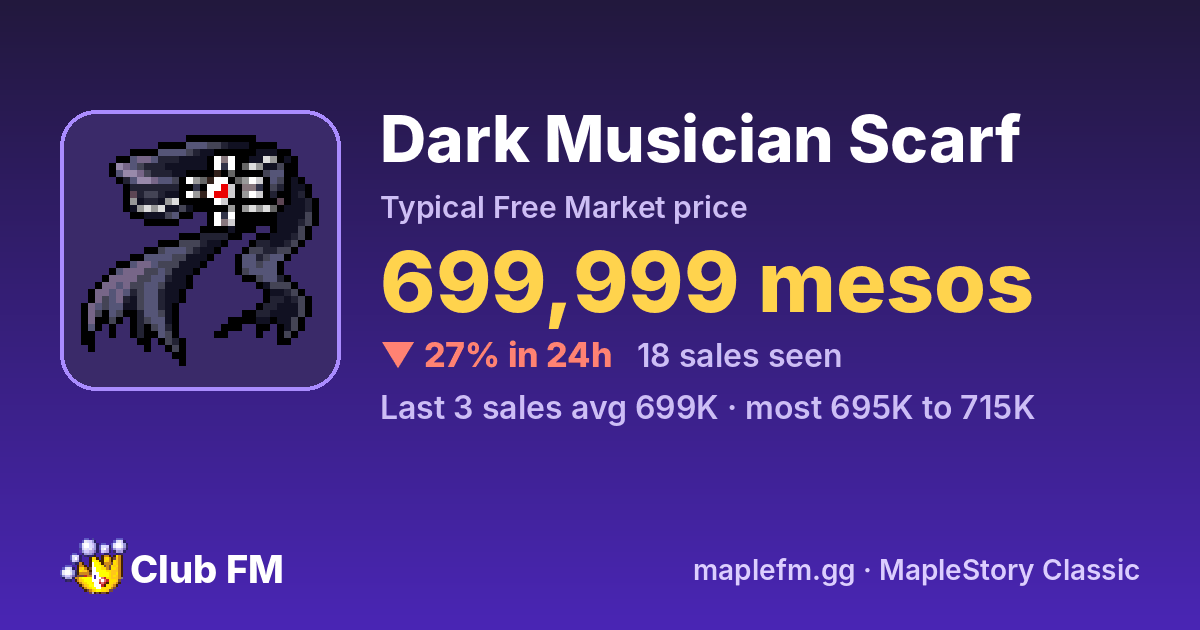 Dark Musician Scarf
Typical Free Market price
699,999 mesos
▼ 27% in 24h 18 sales seen
Last 3 sales avg 699K · most 695K to 715K
Club FM
maplefm.gg · MapleStory Classic